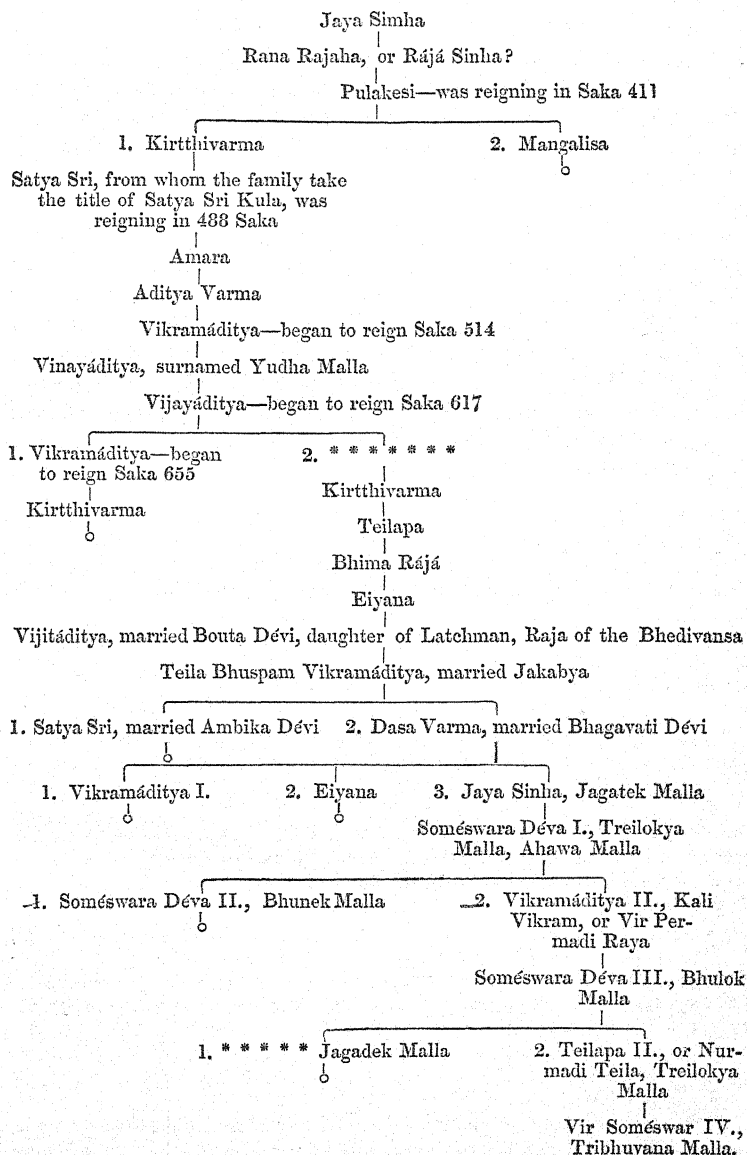 Jaya Simha
Rana Rajaha, or Rájá Sinha?
Pulakesi—was reigning in Saka 411
1. Kirtthivarma 2. Mangalisa
Satya Sri, from whom the family take
the title of Satya Sri Kula, was
reigning in 488 Saka
Amara
Aditya Varma
Vikramáditya—began to reign Saka 514
Vinayáditya, surnamed Yudha Malla
Vijayáditya—began to reign Saka 617
1. Vikramáditya—began 2. * * * * * * *
to reign Saka 655
Kirtthivarma
Kirtthivarma
Teilapa
Bhima Rájá
Eiyana
Vijitáditya, married Bouta Dévi, daughter of Latchman, Raja of the Bhedivansa
Teila Bhuspam Vikramáditya, married Jakabya
1. Satya Sri, married Ambika Dévi 2. Dasa Varma, married Bhagavati Dévi
1. Vikramáditya I. 2. Eiyana 3. Jaya Sinha, Jagatek Malla
Soméswara Déva I., Treilokya
Malla, Ahawa Malla
1. Soméswara Déva II., Bhunek Malla 2. Vikramáditya II., Kali
Vikram, or Vir Per-
madi Raya
Soméswara Déva III., Bhulok
Malla
1. * * * * * Jagadek Malla 2. Teilapa II., or Nur-
madi Teila, Treilokya
Malla
Vir Soméswar IV.,
Tribhuvana Malla.